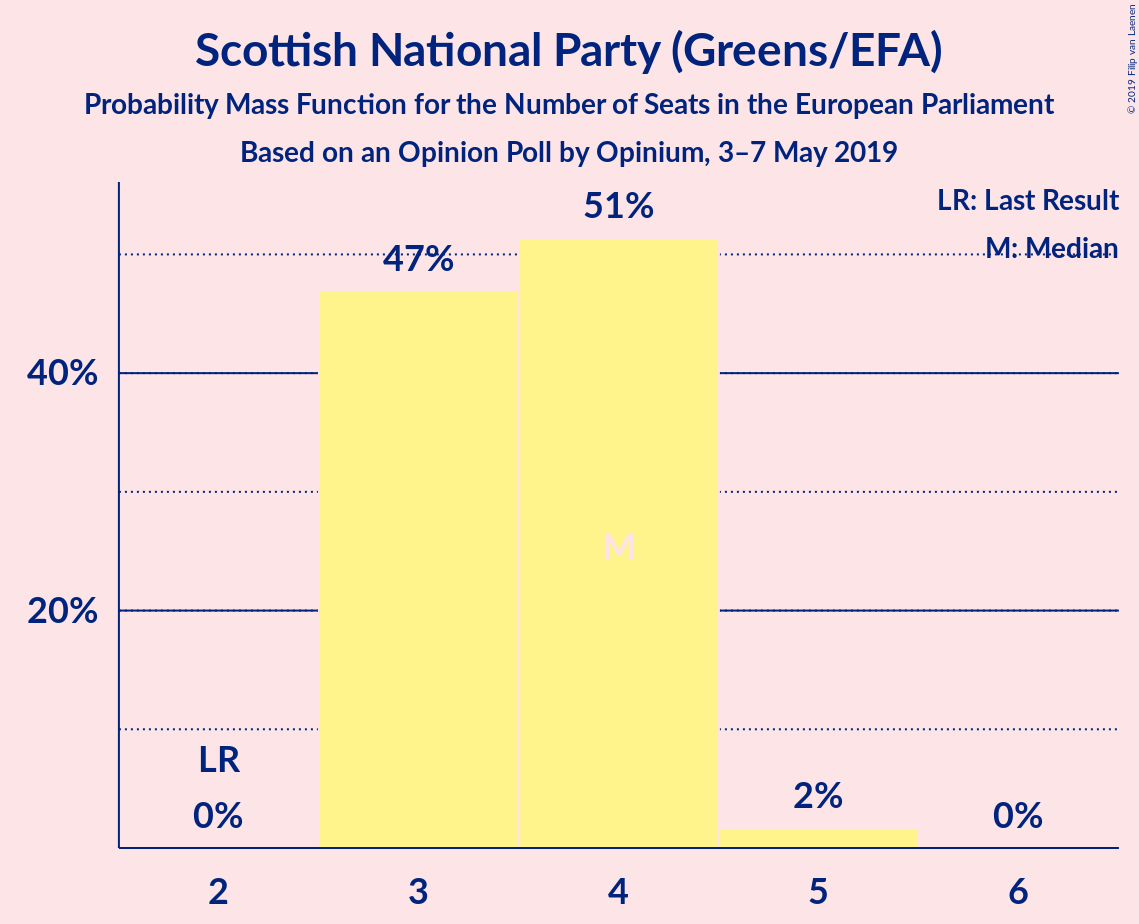 Scottish National Party (Greens/EFA)
Probability Mass Function for the Number of Seats in the European Parliament
Based on an Opinion Poll by Opinium, 3–7 May 2019
© 2019 Filip van Laenen
LR: Last Result
M: Median
51%
47%
40%
M
20%
LR
0%
2%
0%
2
3
4
5
6